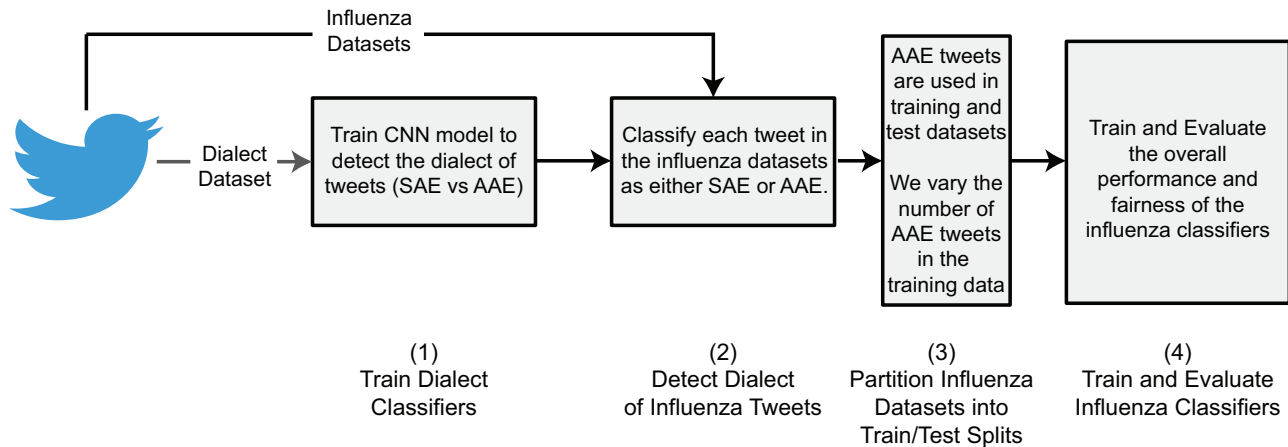 Influenza
Datasets
Dialect
Dataset
Train CNN model to
detect the dialect of
tweets (SAE vs AAE)
Classify each tweet in
the influenza datasets
as either SAE or AAE.
AAE tweets
are used in
training and
test datasets
We vary the
number of
AAE tweets
in the
training data
Train and Evaluate
the overall
performance and
fairness of the
influenza classifiers
(1)
Train Dialect
Classifiers
(2)
Detect Dialect
of Influenza Tweets
(3)
Partition Influenza
Datasets into
Train/Test Splits
(4)
Train and Evaluate
Influenza Classifiers